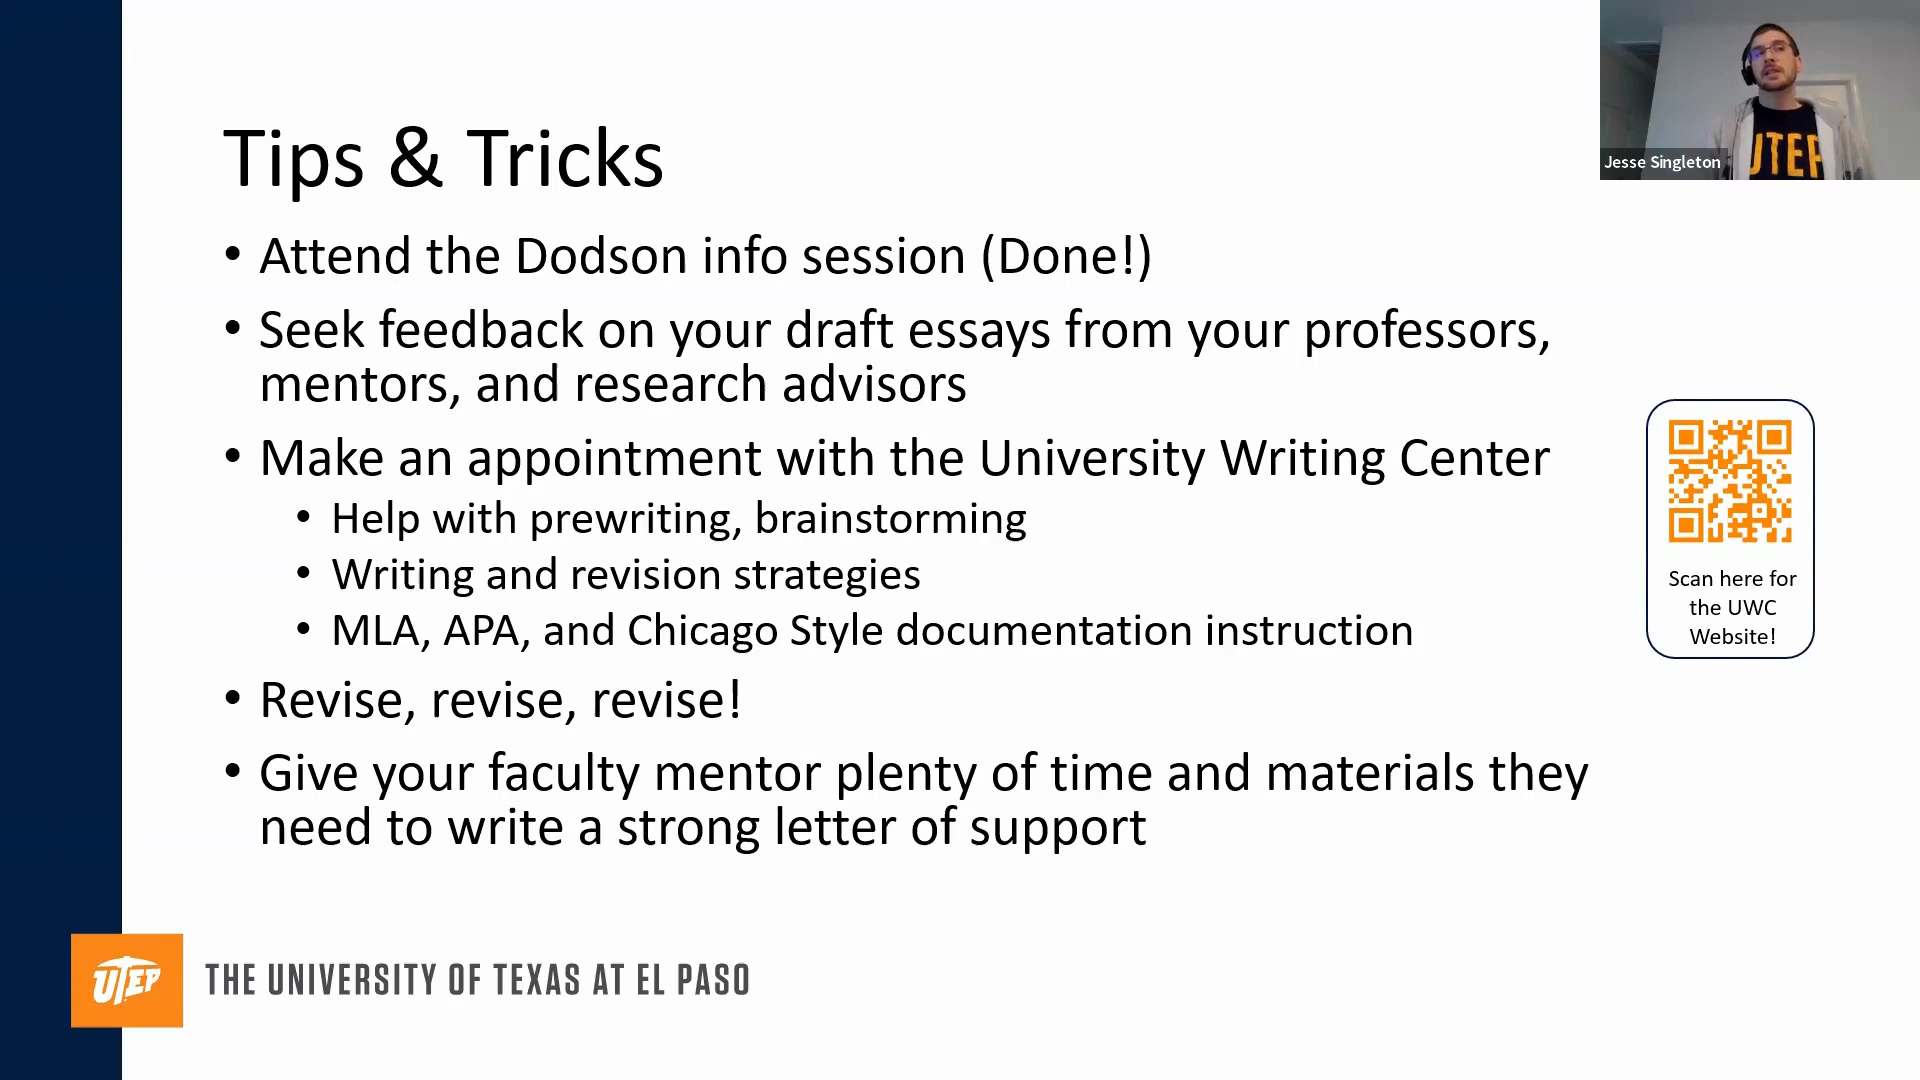 Tips & Tricks
• Attend the Dodson info session (Done!)
• Seek feedback on your draft essays from your professors,
mentors, and research advisors
• Make an appointment with the University Writing Center
• Help with prewriting, brainstorming
• Writing and revision strategies
• MLA, APA, and Chicago Style documentation instruction
• Revise, revise, revise!
• Give your faculty mentor plenty of time and materials they
need to write a strong letter of support
Scan here for
the UWC
Website!
Jesse Singleton
UTEP
UTEP
THE UNIVERSITY OF TEXAS AT EL PASO